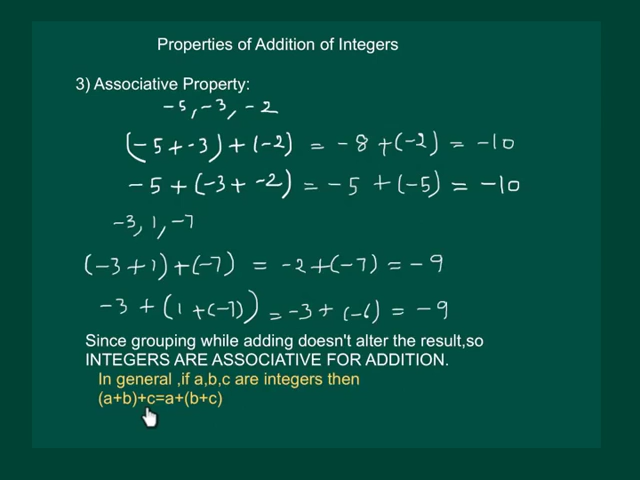 Properties of Addition of Integers
3) Associative Property:
-5, -3, -2
(-5+-3)+(-2) = -8+(-2) = -10
-5+(-3+-2) = -5+(-5) = -10
-3, 1, -7
(-3+1)+(-7) = -2+(-7) = -9
-3+(1+(-7)) = -3+(-6) = -9
Since grouping while adding doesn't alter the result,so
INTEGERS ARE ASSOCIATIVE FOR ADDITION.
In general ,if a,b,c are integers then
(a+b)+c=a+(b+c)